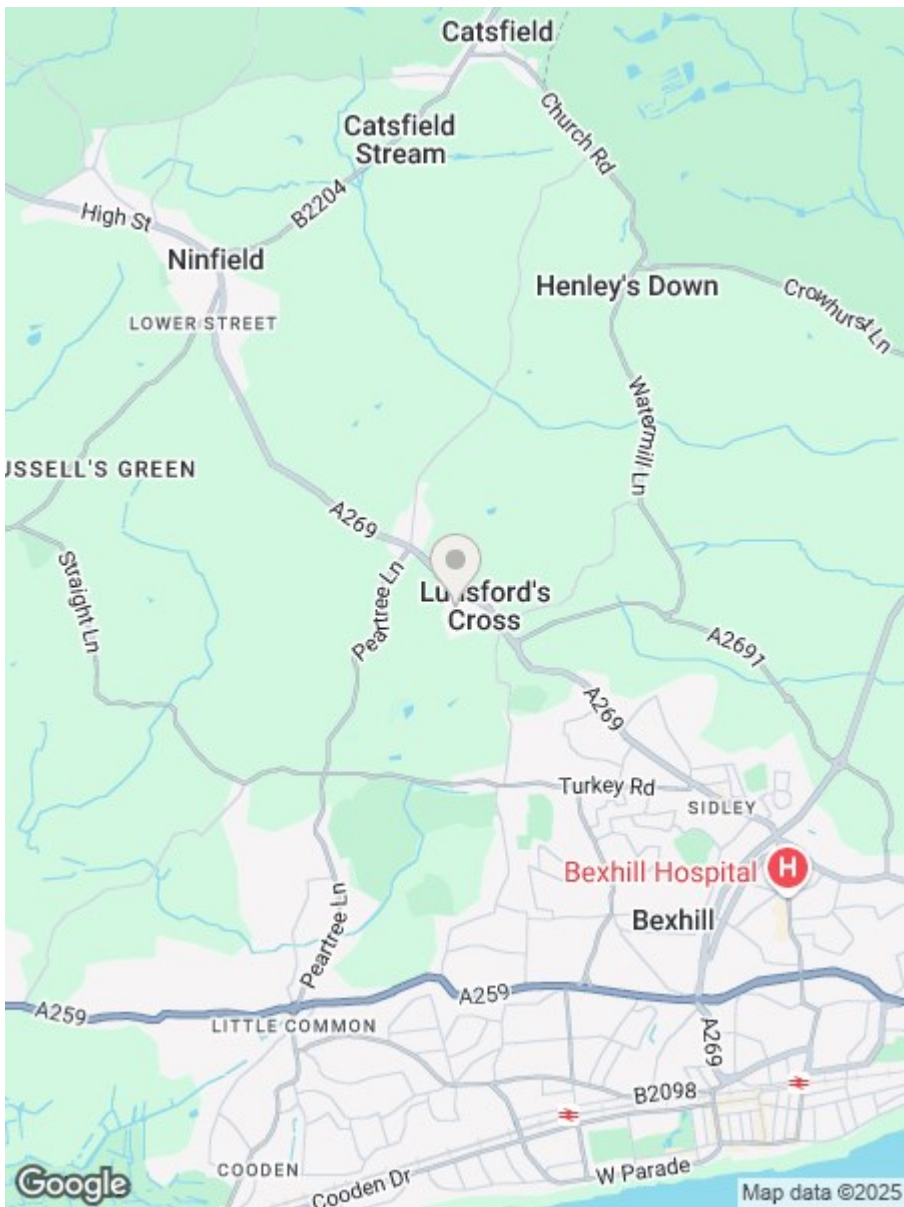 Catsfield
Catsfield
Stream
Church Rd
B2204
High St
Ninfield
Henley's Down
Crowhurst Ln
LOWER STREET
Watermill Ln
USSELL'S GREEN
A269
Straight Ln
Peartree Ln
Lunsford's
Cross
A2691
A269
Turkey Rd
SIDLEY
Bexhill Hospital
H
Bexhill
Peartree Ln
A259
A259
LITTLE COMMON
A269
B2098
COODEN
Cooden Dr
W Parade
Google
Map data ©2025